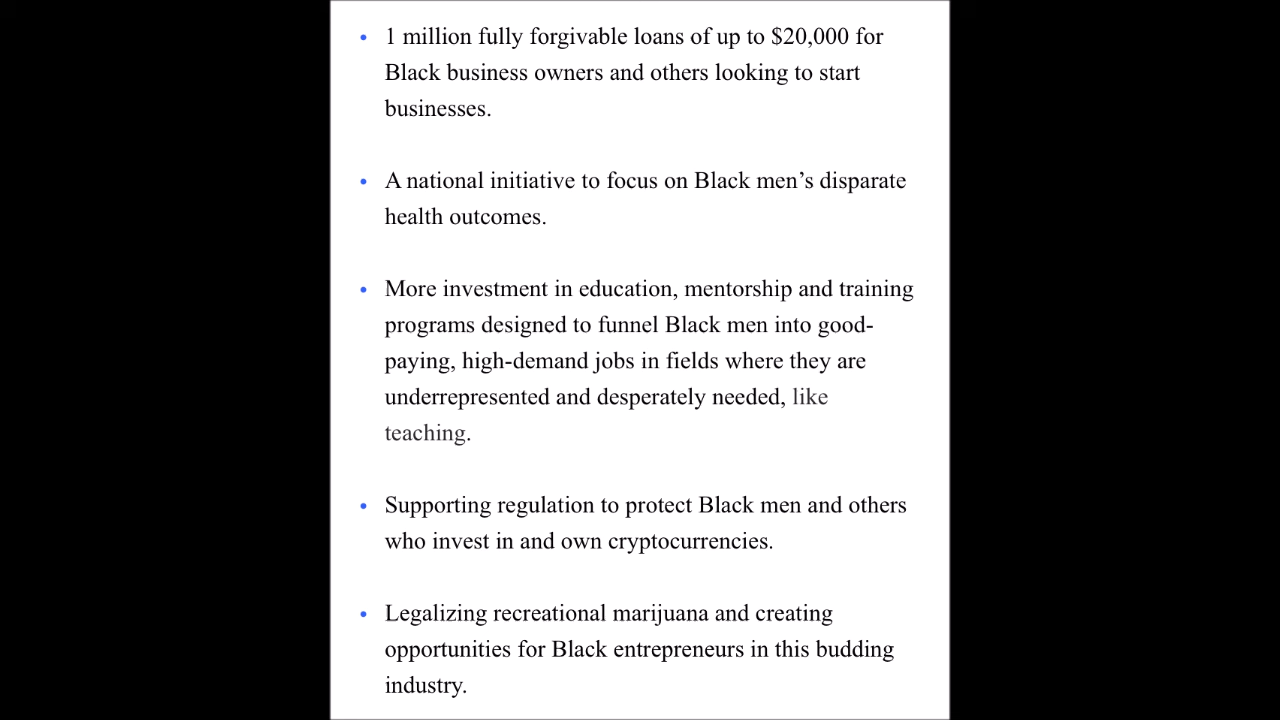 • 1 million fully forgivable loans of up to $20,000 for
Black business owners and others looking to start
businesses.
• A national initiative to focus on Black men’s disparate
health outcomes.
• More investment in education, mentorship and training
programs designed to funnel Black men into good-
paying, high-demand jobs in fields where they are
underrepresented and desperately needed, like
teaching.
• Supporting regulation to protect Black men and others
who invest in and own cryptocurrencies.
• Legalizing recreational marijuana and creating
opportunities for Black entrepreneurs in this budding
industry.